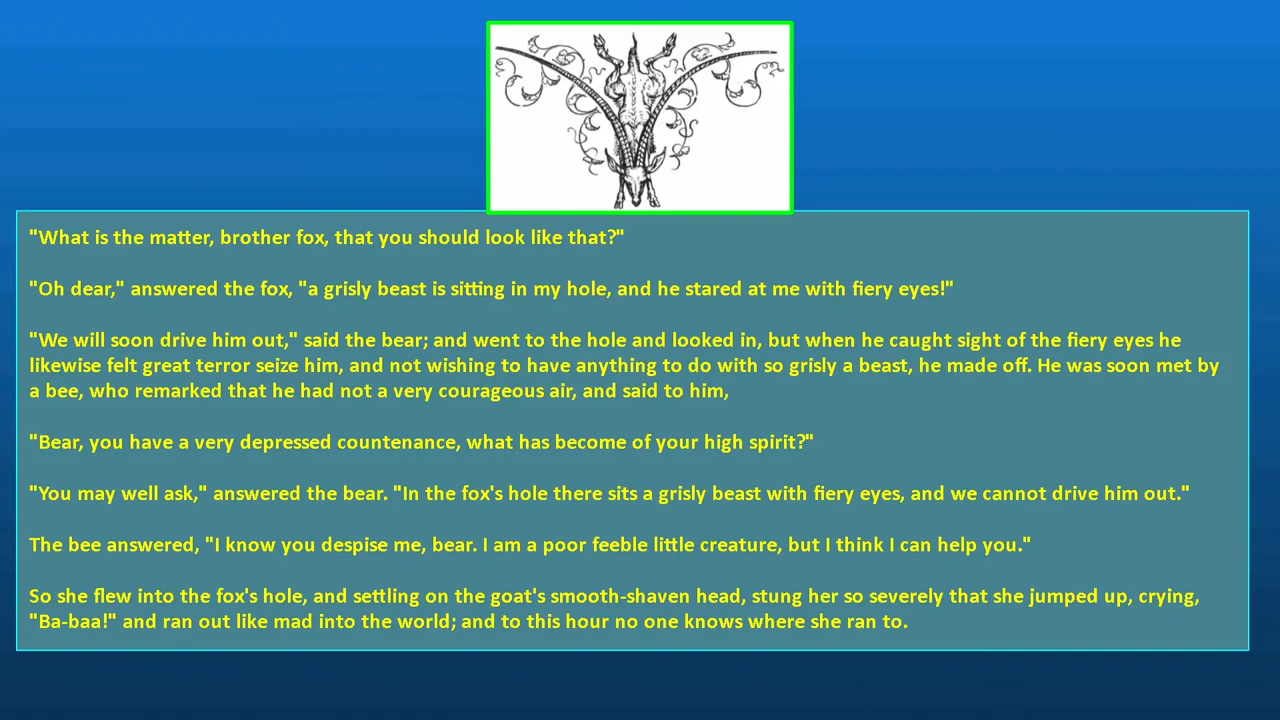 "What is the matter, brother fox, that you should look like that?"
"Oh dear," answered the fox, "a grisly beast is sitting in my hole, and he stared at me with fiery eyes!"
"We will soon drive him out," said the bear; and went to the hole and looked in, but when he caught sight of the fiery eyes he
likewise felt great terror seize him, and not wishing to have anything to do with so grisly a beast, he made off. He was soon met by
a bee, who remarked that he had not a very courageous air, and said to him,
"Bear, you have a very depressed countenance, what has become of your high spirit?"
"You may well ask," answered the bear. "In the fox's hole there sits a grisly beast with fiery eyes, and we cannot drive him out."
The bee answered, "I know you despise me, bear. I am a poor feeble little creature, but I think I can help you."
So she flew into the fox's hole, and settling on the goat's smooth-shaven head, stung her so severely that she jumped up, crying,
"Ba-baa!" and ran out like mad into the world; and to this hour no one knows where she ran to.